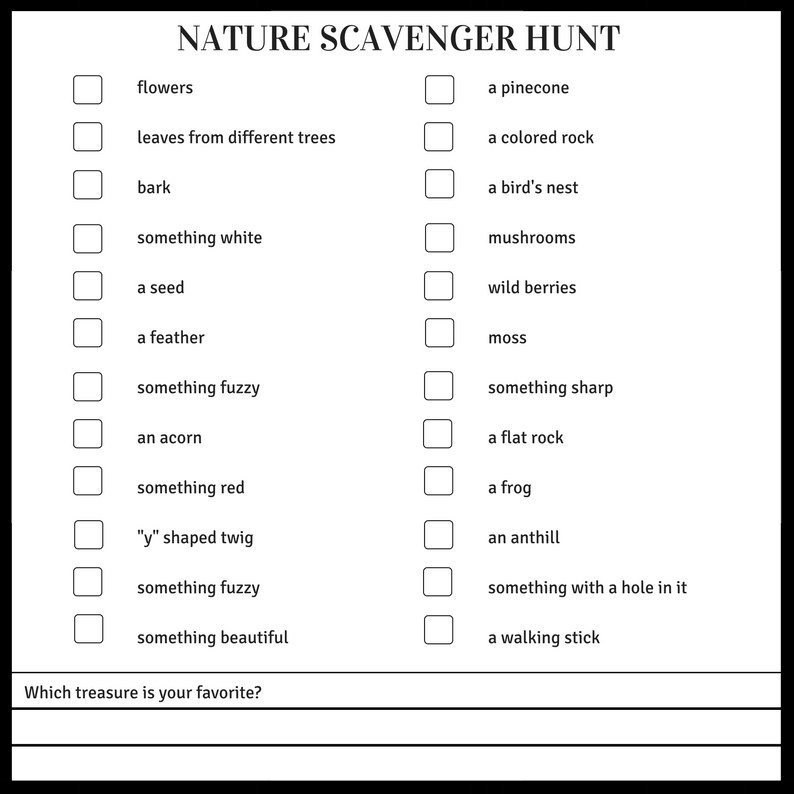 NATURE SCAVENGER HUNT
flowers
leaves from different trees
bark
something white
a seed
a feather
something fuzzy
an acorn
something red
"y" shaped twig
something fuzzy
something beautiful
a pinecone
a colored rock
a bird's nest
mushrooms
wild berries
moss
something sharp
a flat rock
a frog
an anthill
something with a hole in it
a walking stick
Which treasure is your favorite?